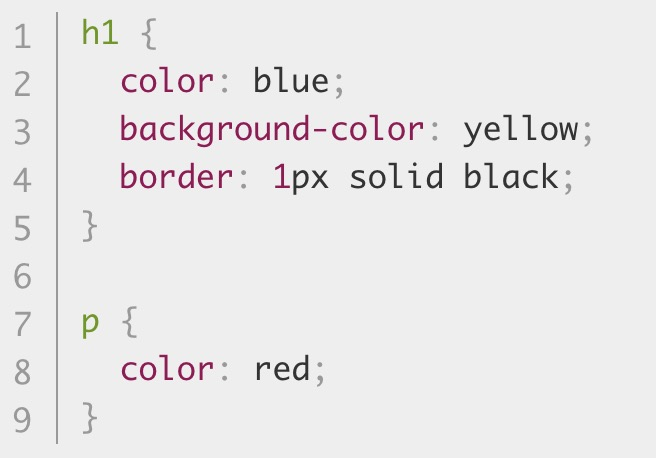 1 h1 {
2   color: blue;
3   background-color: yellow;
4   border: 1px solid black;
5 }
6
7 p {
8   color: red;
9 }